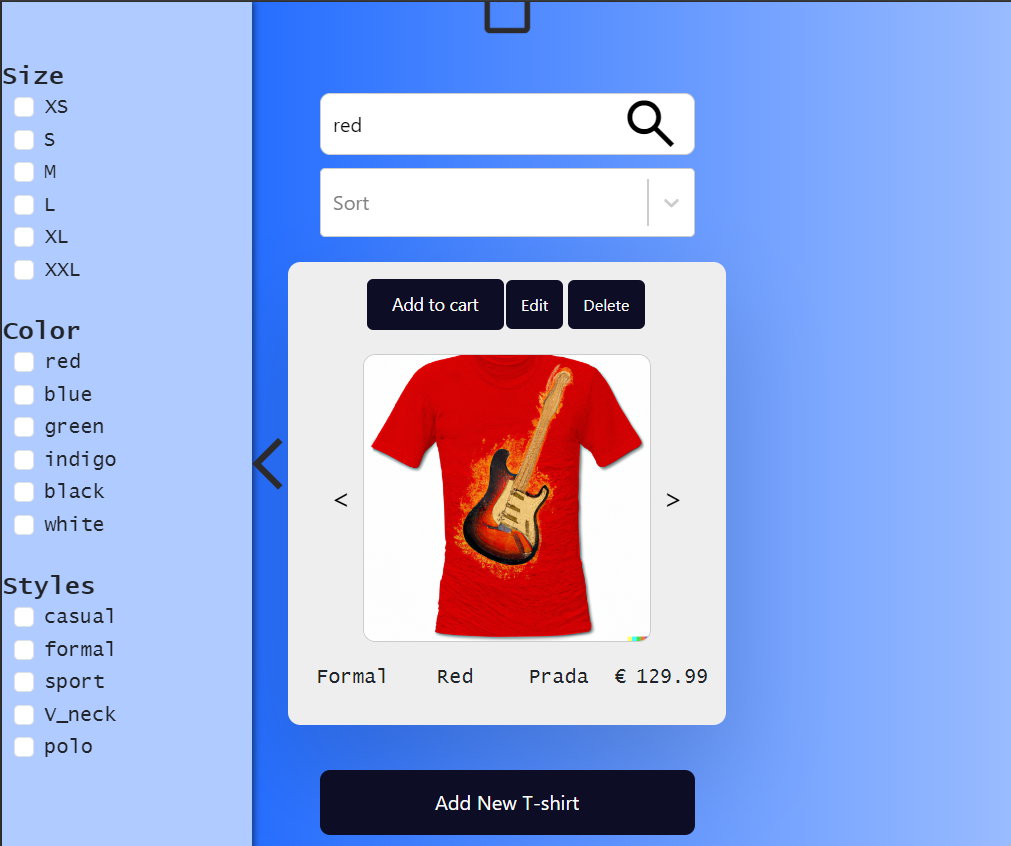 Size
XS
S
M
L
XL
XXL
Color
red
blue
green
indigo
black
white
Styles
casual
formal
sport
V_neck
polo
red
Sort
Add to cart Edit Delete
< >
Formal Red Prada € 129.99
Add New T-shirt